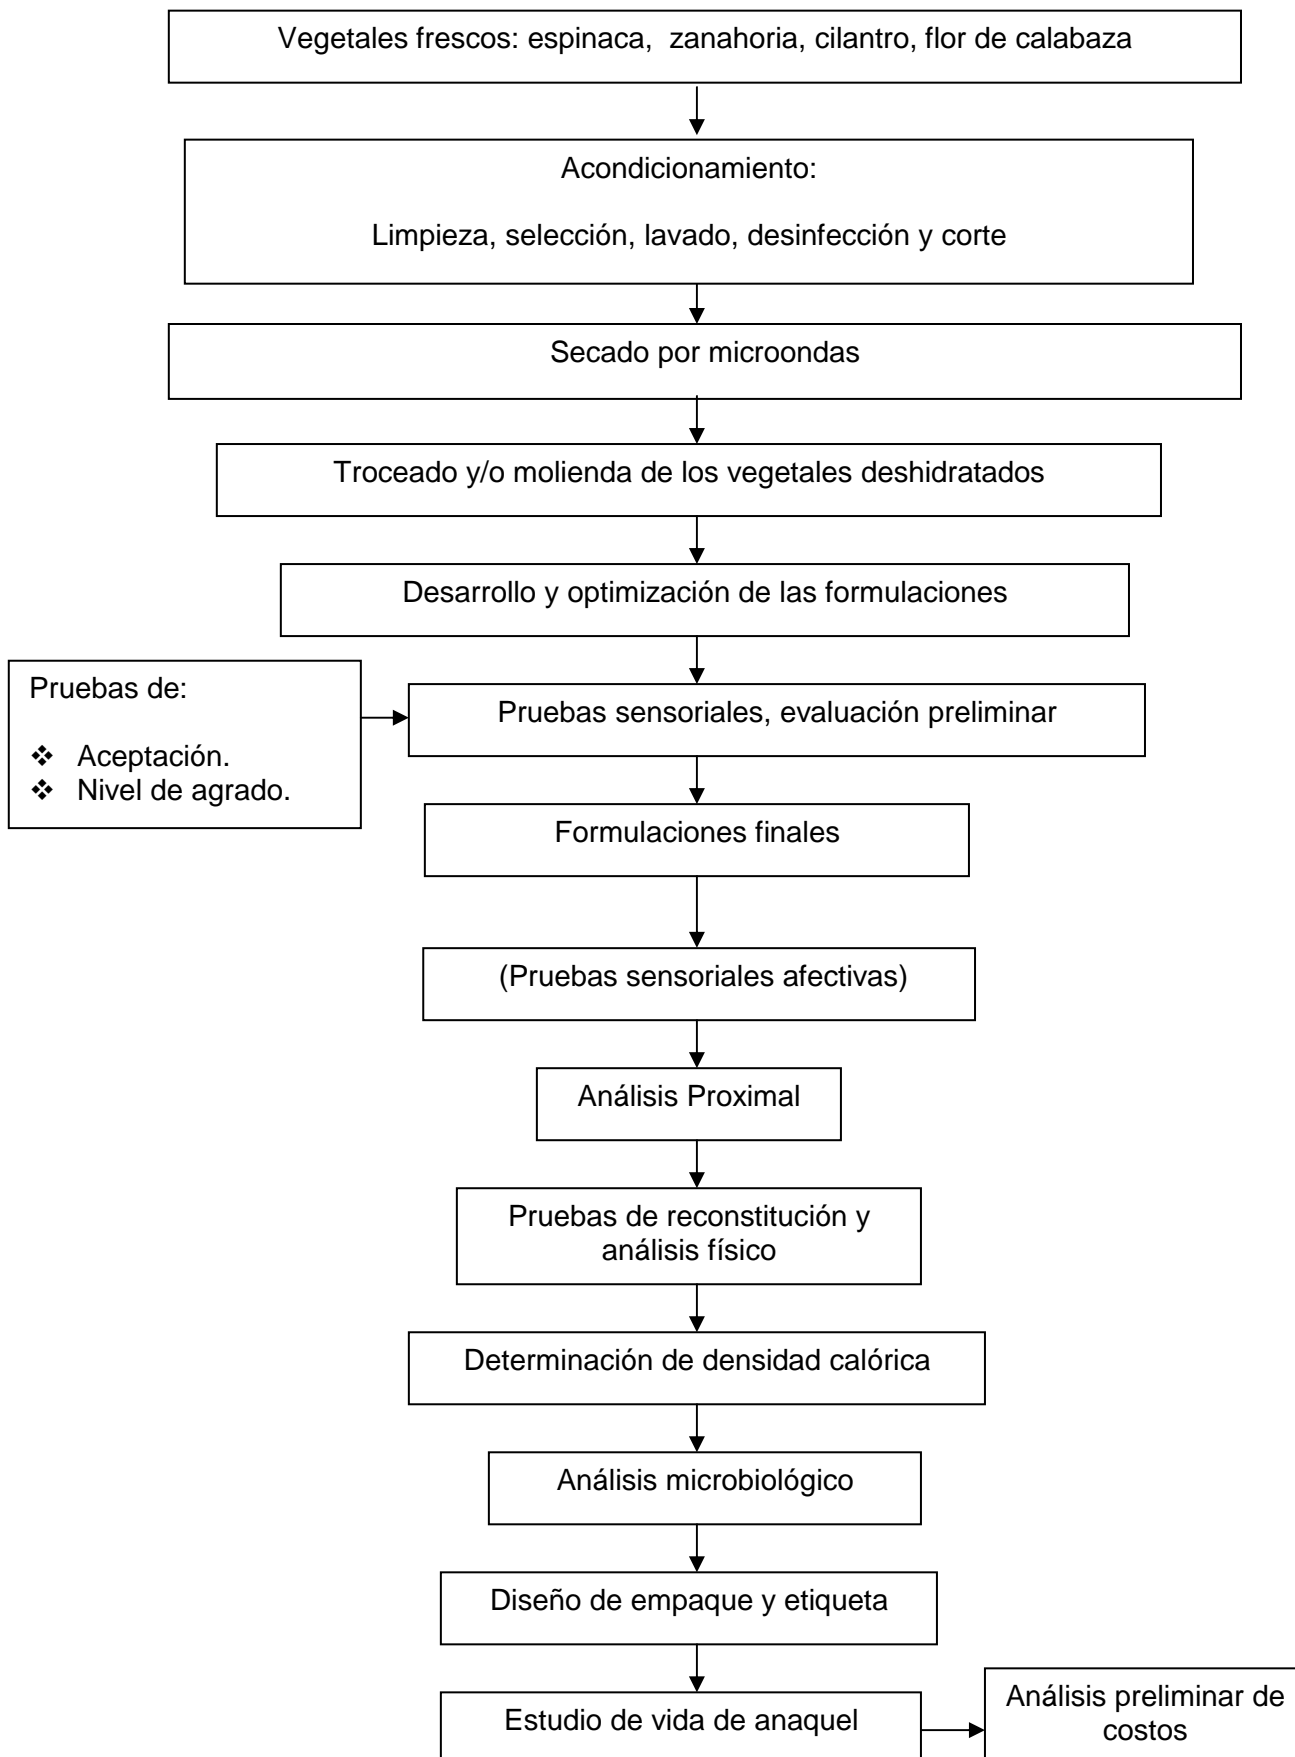 Vegetales frescos: espinaca,  zanahoria, cilantro, flor de calabaza
Acondicionamiento:
Limpieza, selección, lavado, desinfección y corte
Secado por microondas
Troceado y/o molienda de los vegetales deshidratados
Desarrollo y optimización de las formulaciones
Pruebas de:
❖ Aceptación.
❖ Nivel de agrado.
Pruebas sensoriales, evaluación preliminar
Formulaciones finales
(Pruebas sensoriales afectivas)
Análisis Proximal
Pruebas de reconstitución y
análisis físico
Determinación de densidad calórica
Análisis microbiológico
Diseño de empaque y etiqueta
Estudio de vida de anaquel
Análisis preliminar de
costos